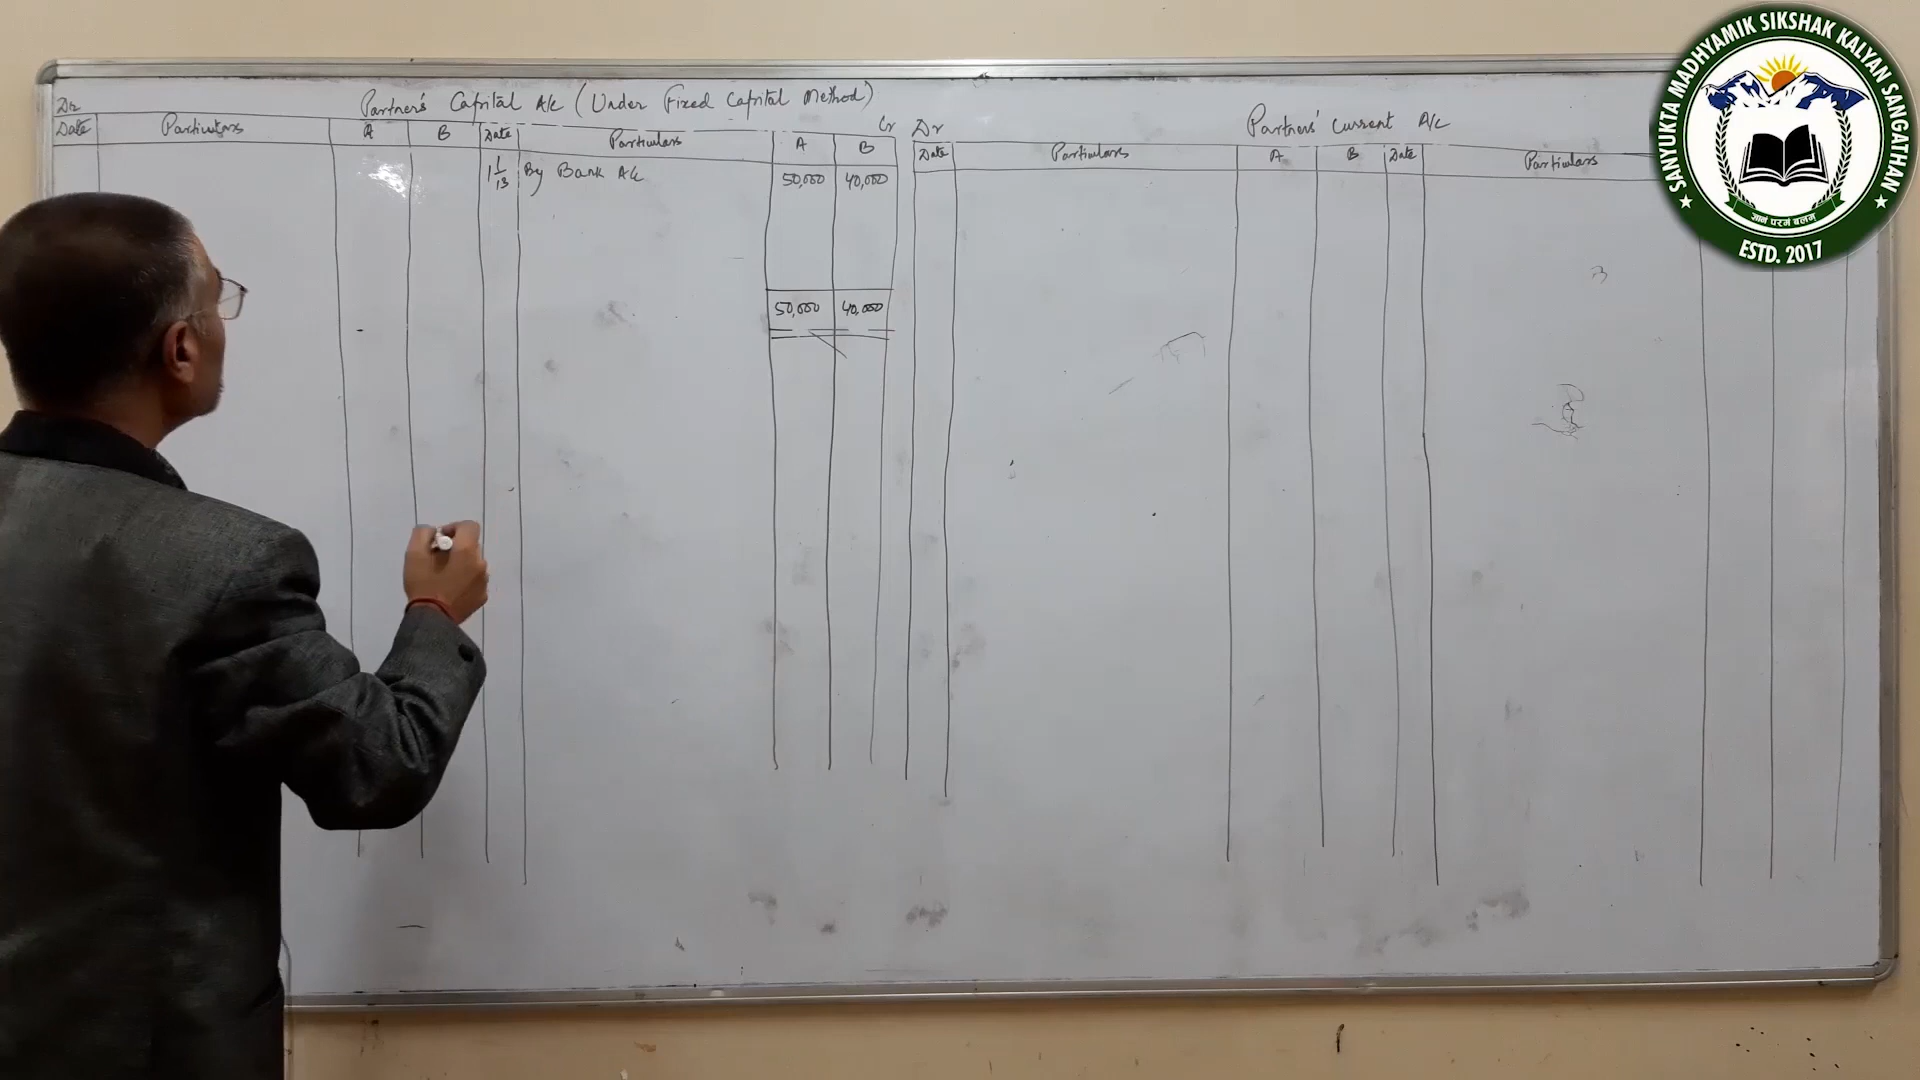 Partner's Capital A/c (Under Fixed Capital Method)
Dr
Cr
Date Particulars A B Date Particulars A B
1/1/13 By Bank A/c 50,000 40,000
50,000 40,000
Partners' Current A/c
Dr
Date Particulars A B Date Particulars
SANYUKTA MADHYAMIK SIKSHAK KALYAN SANGATHAN
ज्ञानं परमं बलम्
ESTD. 2017